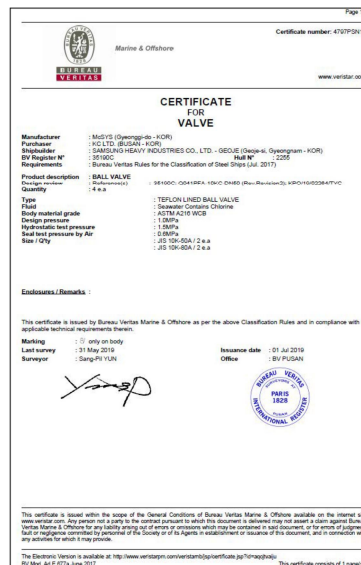 Page 1
Certificate number: 4797PSN1
Marine & Offshore
BUREAU
VERITAS
www.veristar.co
CERTIFICATE
FOR
VALVE
Manufacturer : McSYS (Gyeonggi-do - KOR)
Purchaser : KC LTD. (BUSAN - KOR)
Shipbuilder : SAMSUNG HEAVY INDUSTRIES CO., LTD. - GEOJE (Geoje-si, Gyeongnam - KOR)
BV Register N° : 35190C Hull N° : 2255
Requirements : Bureau Veritas Rules for the Classification of Steel Ships (Jul. 2017)
Product description : BALL VALVE
Design review : Reference(s) :
Quantity : 4 e.a
Type : TEFLON LINED BALL VALVE
Fluid : Seawater Contains Chlorine
Body material grade : ASTM A216 WCB
Design pressure : 1.0MPa
Hydrostatic test pressure : 1.5MPa
Seal test pressure by Air : 0.6MPa
Size / Q'ty : JIS 10K-50A / 2 e.a
: JIS 10K-80A / 2 e.a
Enclosures / Remarks :
This certificate is issued by Bureau Veritas Marine & Offshore as per the above Classification Rules and in compliance with
applicable technical requirements therein.
Marking : only on body
Last survey : 31 May 2019 Issuance date : 01 Jul 2019
Surveyor : Sang-Pil YUN Office : BV PUSAN
BUREAU VERITAS
PARIS
1828
INTERNATIONAL REGISTER
This certificate is issued within the scope of the General Conditions of Bureau Veritas Marine & Offshore available on the internet s
www.veristar.com. Any person not a party to the contract pursuant to which this document is delivered may not assert a claim against Bure
Veritas Marine & Offshore for any liability arising out of errors or omissions which may be contained in said document, or for errors of judgme
fault or negligence committed by personnel of the Society or of its Agents in establishment or issuance of this document, and in connection w
any activities for which it may provide.
The Electronic Version is available at: http://www.veristarpm.com/veristarnb/jsp/certificate.jsp?id=
BV Mod. Ad.E 677a June 2017 This certificate consists of 1 page